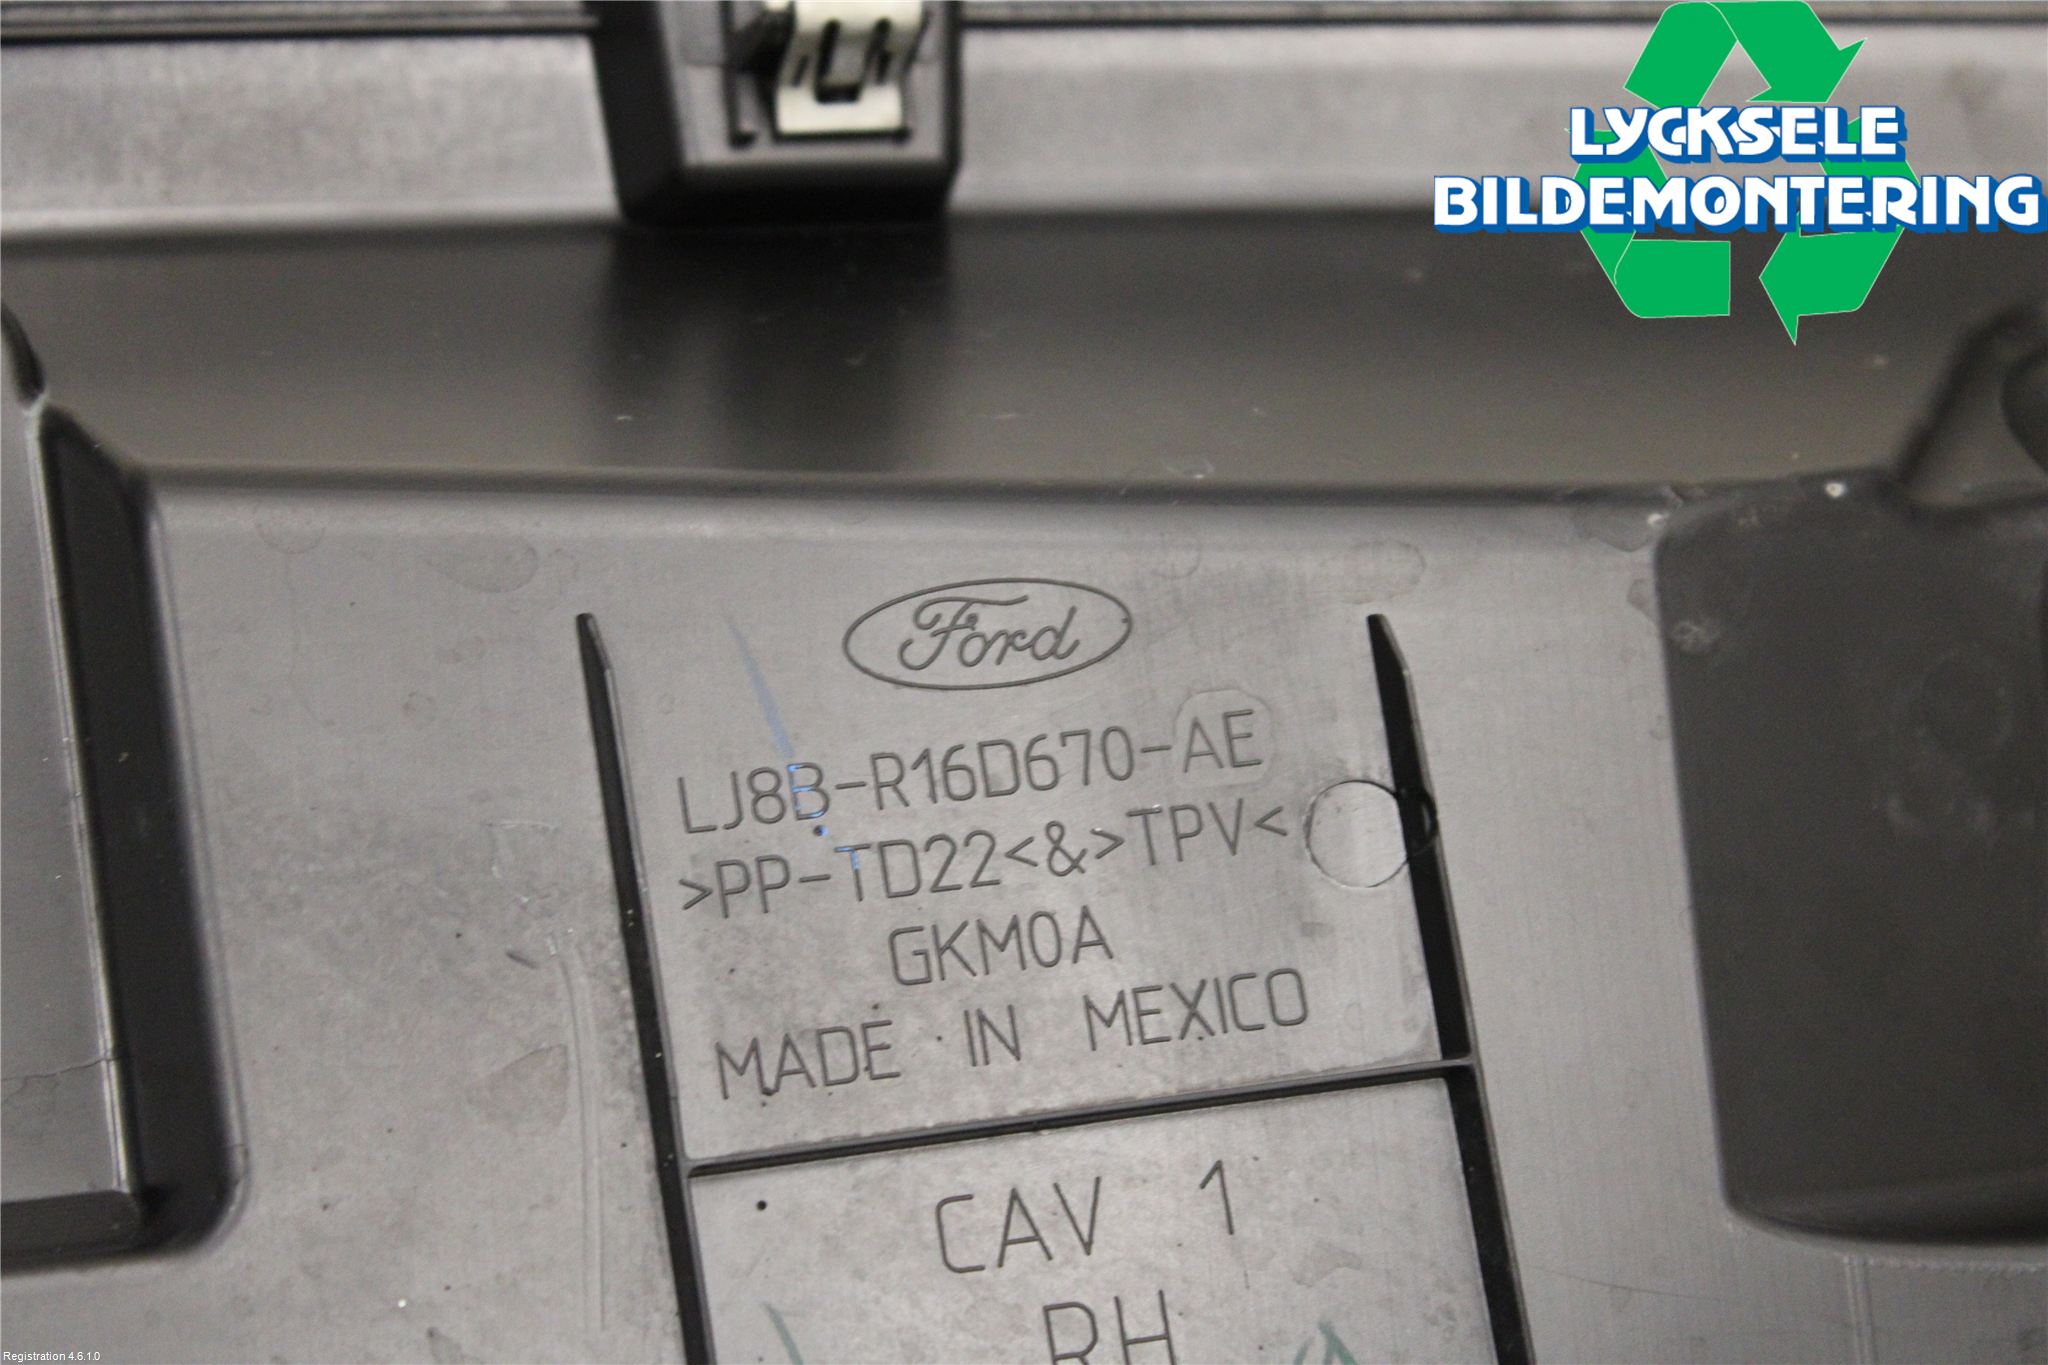 LYCKSELE
BILDEMONTERING
Ford
LJ8B-R16D670-AE
>PP-TD22<&>TPV<
GKM0A
MADE IN MEXICO
CAV 1
RH
Registration 4.6.1.0